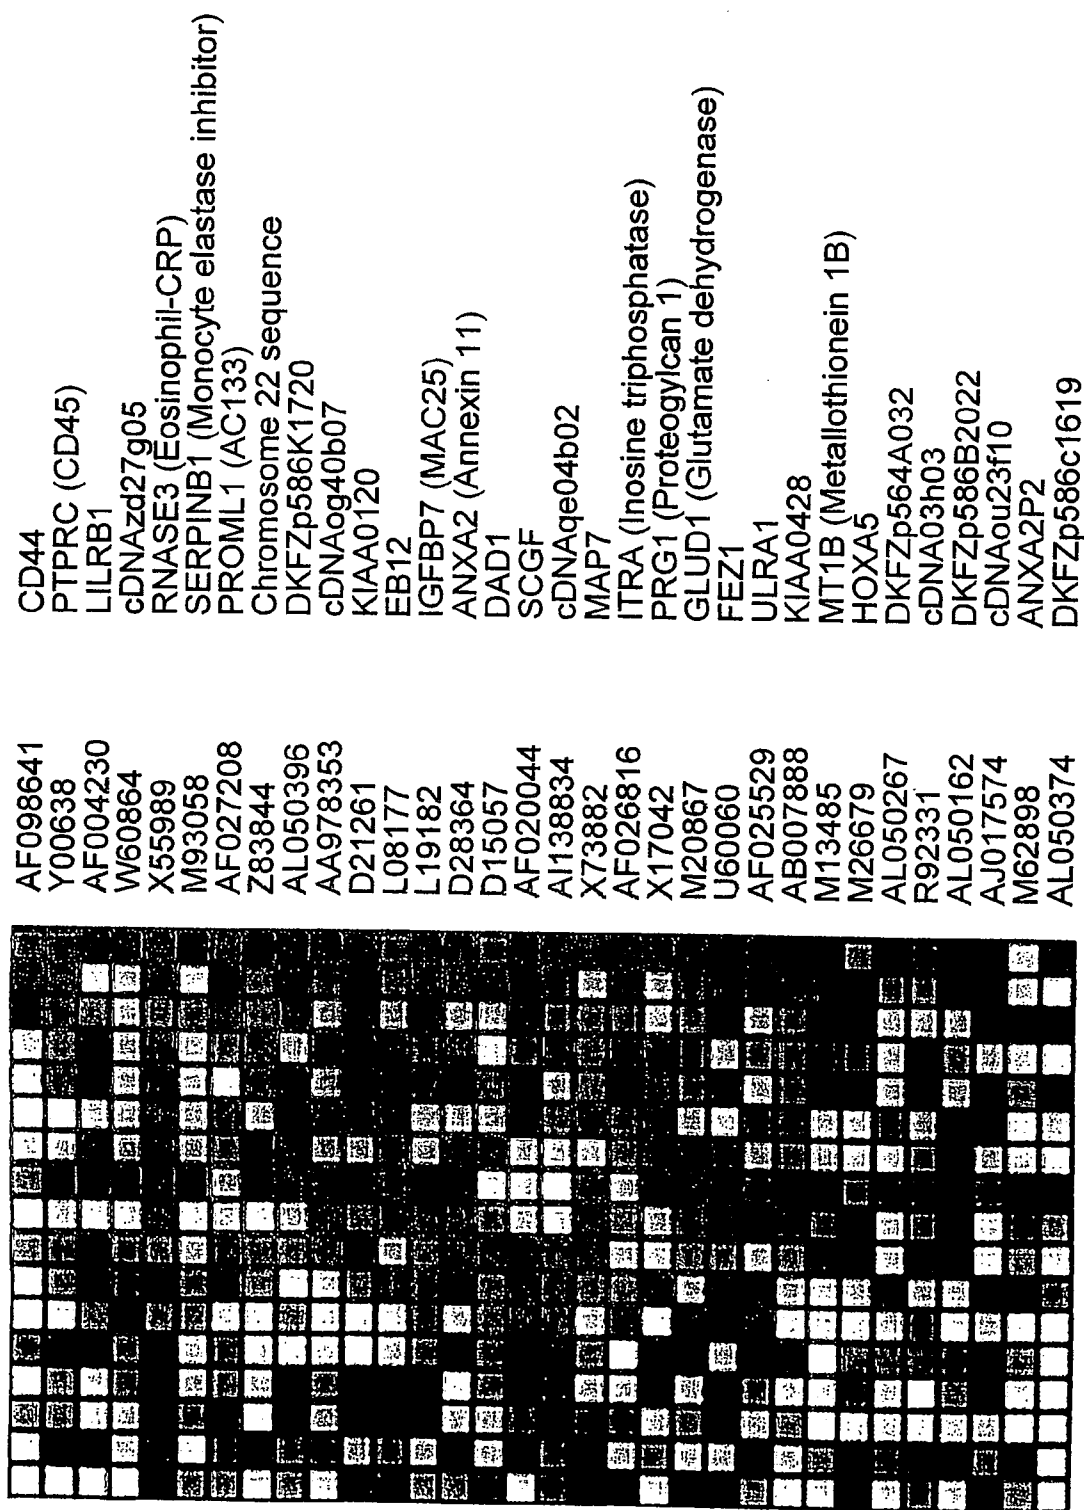 AF098641 CD44
Y00638 PTPRC (CD45)
AF004230 LILRB1
W60864 cDNAzd27g05
X55989 RNASE3 (Eosinophil-CRP)
M93058 SERPINB1 (Monocyte elastase inhibitor)
AF027208 PROML1 (AC133)
Z83844 Chromosome 22 sequence
AL050396 DKFZp586K1720
AA978353 cDNAog40b07
D21261 KIAA0120
L08177 EB12
L19182 IGFBP7 (MAC25)
D28364 ANXA2 (Annexin 11)
D15057 DAD1
AF020044 SCGF
AI138834 cDNAqe04b02
X73882 MAP7
AF026816 ITRA (Inosine triphosphatase)
X17042 PRG1 (Proteogylcan 1)
M20867 GLUD1 (Glutamate dehydrogenase)
U60060 FEZ1
AF025529 ULRA1
AB007888 KIAA0428
M13485 MT1B (Metallothionein 1B)
M26679 HOXA5
AL050267 DKFZp564A032
R92331 cDNA03h03
AL050162 DKFZp586B2022
AJ017574 cDNAou23f10
M62898 ANXA2P2
AL050374 DKFZp586c1619